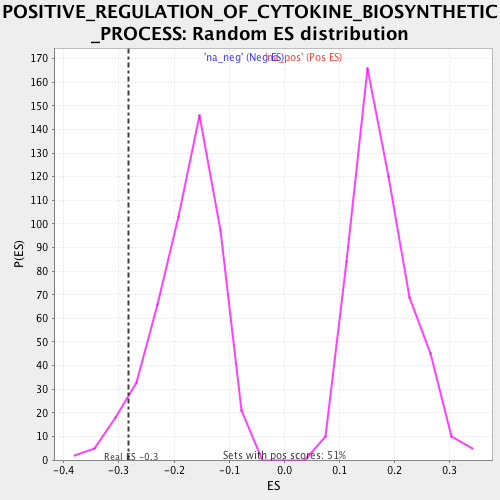 POSITIVE_REGULATION_OF_CYTOKINE_BIOSYNTHETIC
_PROCESS: Random ES distribution
'na_neg' (Neg ES)
'na_pos' (Pos ES)
170
160
150
140
130
120
110
100
90
80
70
60
50
40
30
20
10
0
P(ES)
Real ES -0.3
Sets with pos scores: 51%
-0.4 -0.3 -0.2 -0.1 0.0 0.1 0.2 0.3
ES